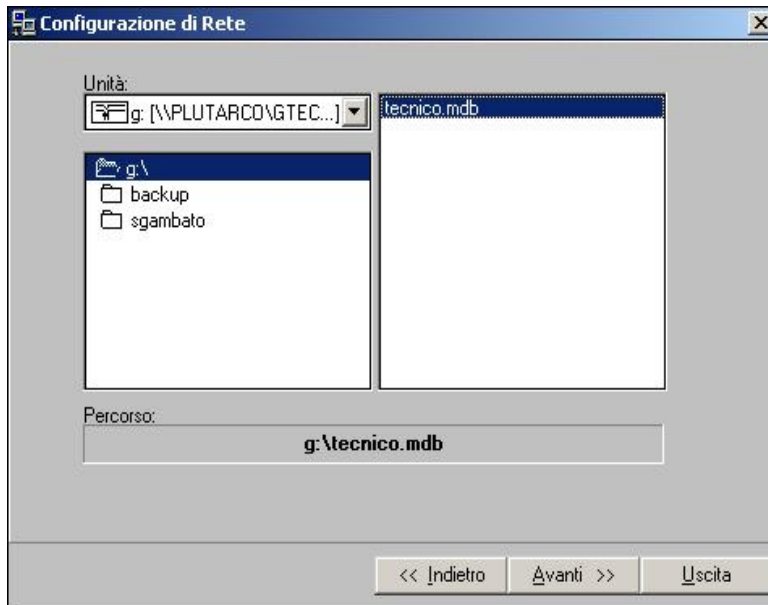 Configurazione di Rete
Unità:
g: [\\PLUTARCO\GTEC...]
tecnico.mdb
g:\
backup
sgambato
Percorso:
g:\tecnico.mdb
<< Indietro
Avanti >>
Uscita